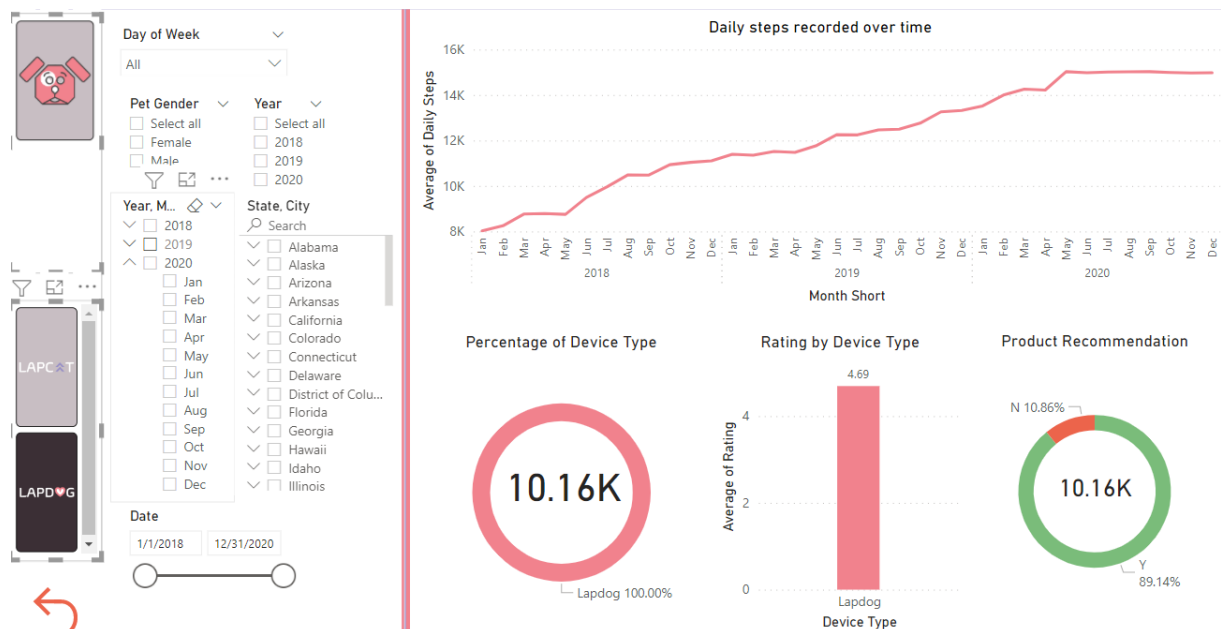 Day of Week
All
Pet Gender
Select all
Female
Male
Year
Select all
2018
2019
2020
Year, M...
2018
2019
2020
Jan
Feb
Mar
Apr
May
Jun
Jul
Aug
Sep
Oct
Nov
Dec
State, City
Search
Alabama
Alaska
Arizona
Arkansas
California
Colorado
Connecticut
Delaware
District of Colu...
Florida
Georgia
Hawaii
Idaho
Illinois
LAPCAT
LAPDOG
Date
1/1/2018 12/31/2020
Daily steps recorded over time
Average of Daily Steps
16K
14K
12K
10K
8K
Jan Feb Mar Apr May Jun Jul Aug Sep Oct Nov Dec Jan Feb Mar Apr May Jun Jul Aug Sep Oct Nov Dec Jan Feb Mar Apr May Jun Jul Aug Sep Oct Nov Dec
2018 2019 2020
Month Short
Percentage of Device Type
10.16K
Lapdog 100.00%
Rating by Device Type
Average of Rating
4.69
4
2
0
Lapdog
Device Type
Product Recommendation
N 10.86%
10.16K
Y
89.14%